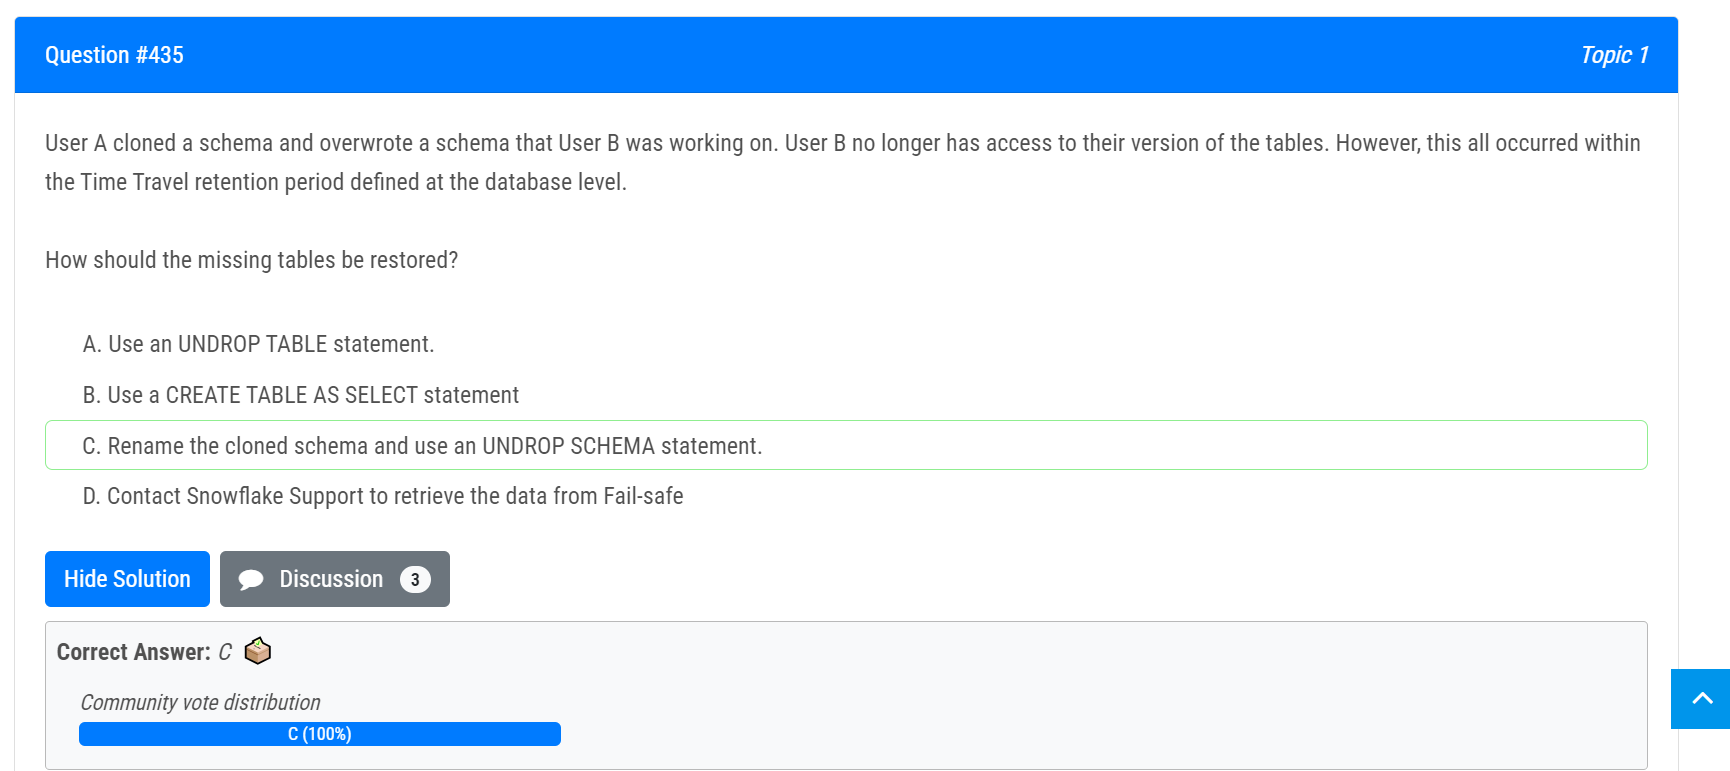 Question #435
Topic 1
User A cloned a schema and overwrote a schema that User B was working on. User B no longer has access to their version of the tables. However, this all occurred within
the Time Travel retention period defined at the database level.
How should the missing tables be restored?
A. Use an UNDROP TABLE statement.
B. Use a CREATE TABLE AS SELECT statement
C. Rename the cloned schema and use an UNDROP SCHEMA statement.
D. Contact Snowflake Support to retrieve the data from Fail-safe
Hide Solution
Discussion 3
Correct Answer: C
Community vote distribution
C (100%)